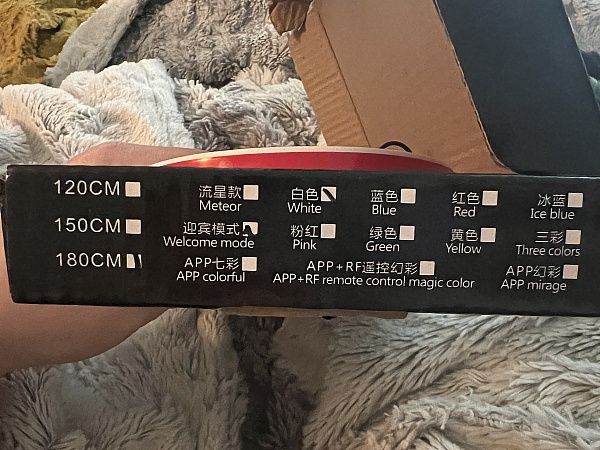 120CM 流星款 白色 蓝色 红色 冰蓝
Meteor White Blue Red Ice blue
150CM 迎宾模式 粉红 绿色 黄色 三彩
Welcome mode Pink Green Yellow Three colors
180CM APP七彩 APP+RF遥控幻彩 APP幻彩
APP colorful APP+RF remote control magic color APP mirage